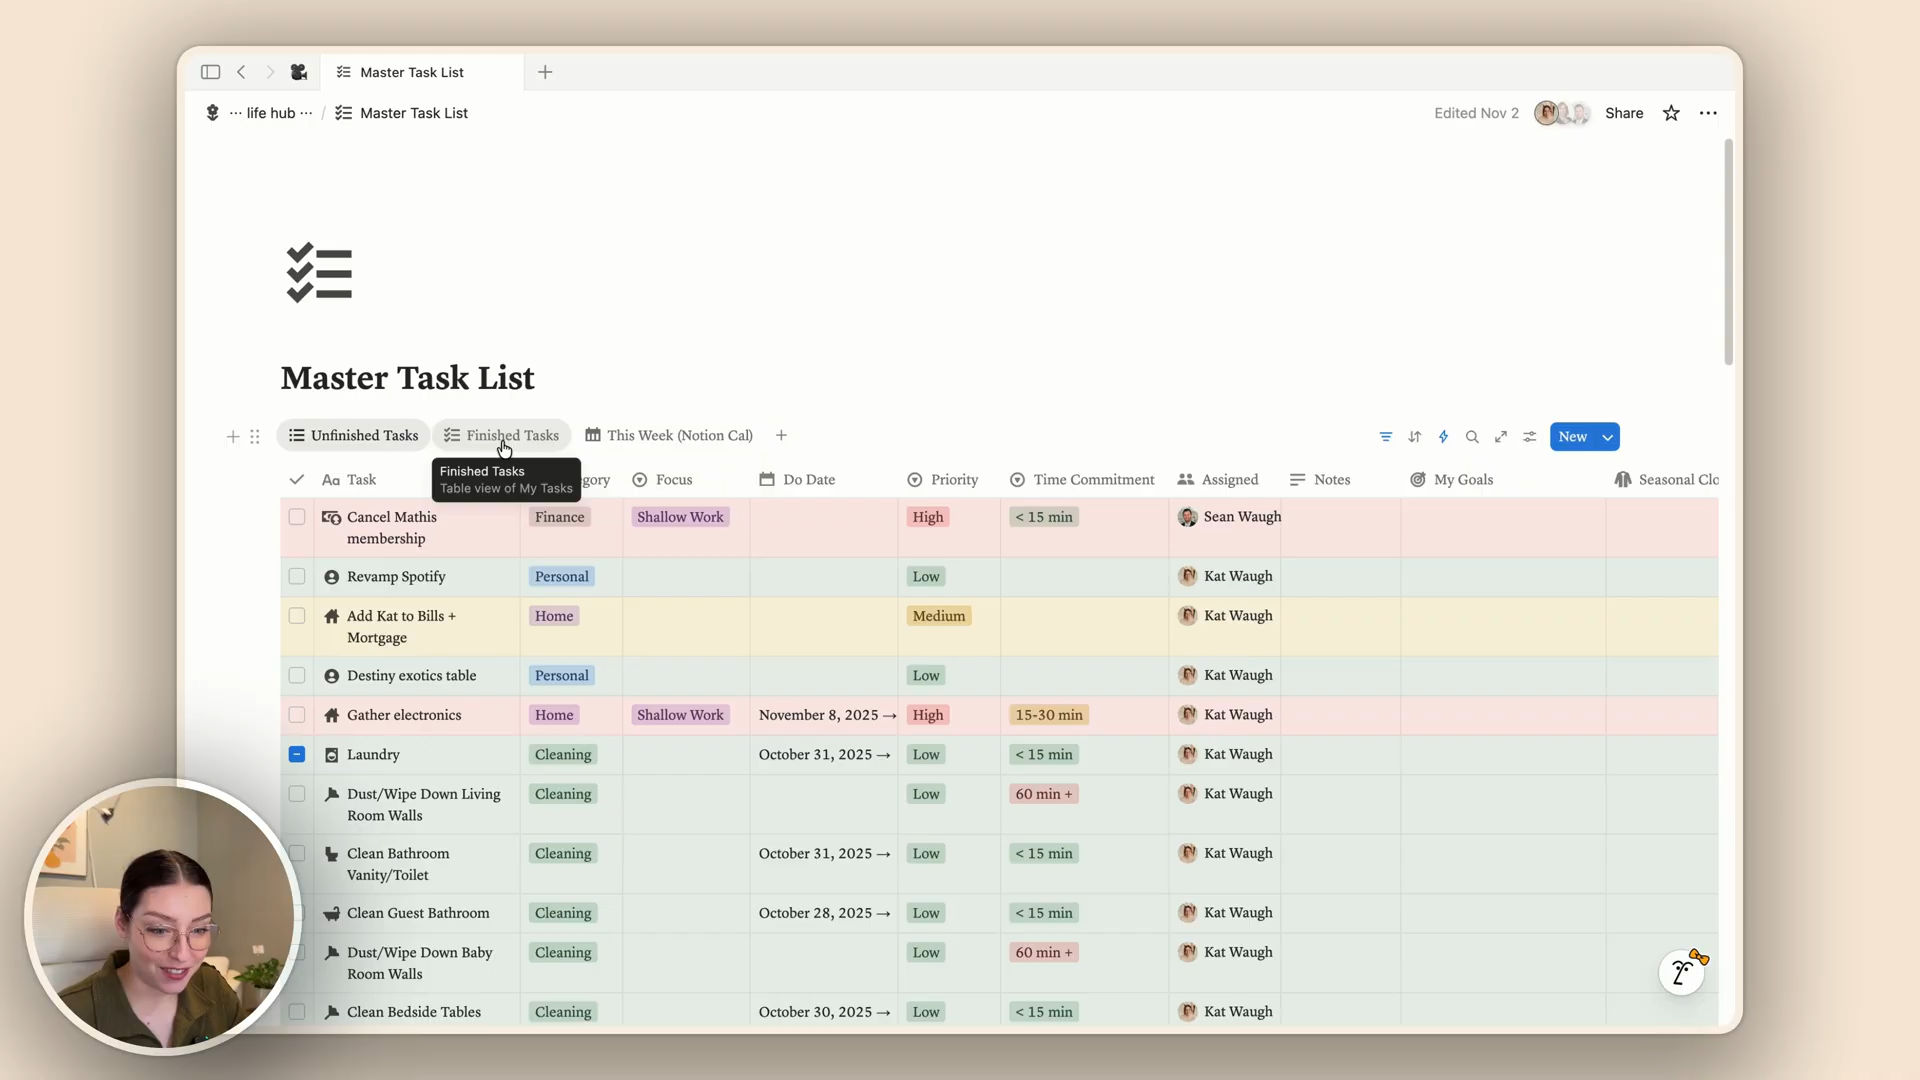 Master Task List
··· life hub ··· / Master Task List
Edited Nov 2
Share
Master Task List
Unfinished Tasks
Finished Tasks
This Week (Notion Cal)
New
Finished Tasks
Table view of My Tasks
Aa Task
gory
Focus
Do Date
Priority
Time Commitment
Assigned
Notes
My Goals
Seasonal Clo
Cancel Mathis
membership
Finance
Shallow Work
High
< 15 min
Sean Waugh
Revamp Spotify
Personal
Low
Kat Waugh
Add Kat to Bills +
Mortgage
Home
Medium
Kat Waugh
Destiny exotics table
Personal
Low
Kat Waugh
Gather electronics
Home
Shallow Work
November 8, 2025 →
High
15-30 min
Kat Waugh
Laundry
Cleaning
October 31, 2025 →
Low
< 15 min
Kat Waugh
Dust/Wipe Down Living
Room Walls
Cleaning
Low
60 min +
Kat Waugh
Clean Bathroom
Vanity/Toilet
Cleaning
October 31, 2025 →
Low
< 15 min
Kat Waugh
Clean Guest Bathroom
Cleaning
October 28, 2025 →
Low
< 15 min
Kat Waugh
Dust/Wipe Down Baby
Room Walls
Cleaning
Low
60 min +
Kat Waugh
Clean Bedside Tables
Cleaning
October 30, 2025 →
Low
< 15 min
Kat Waugh